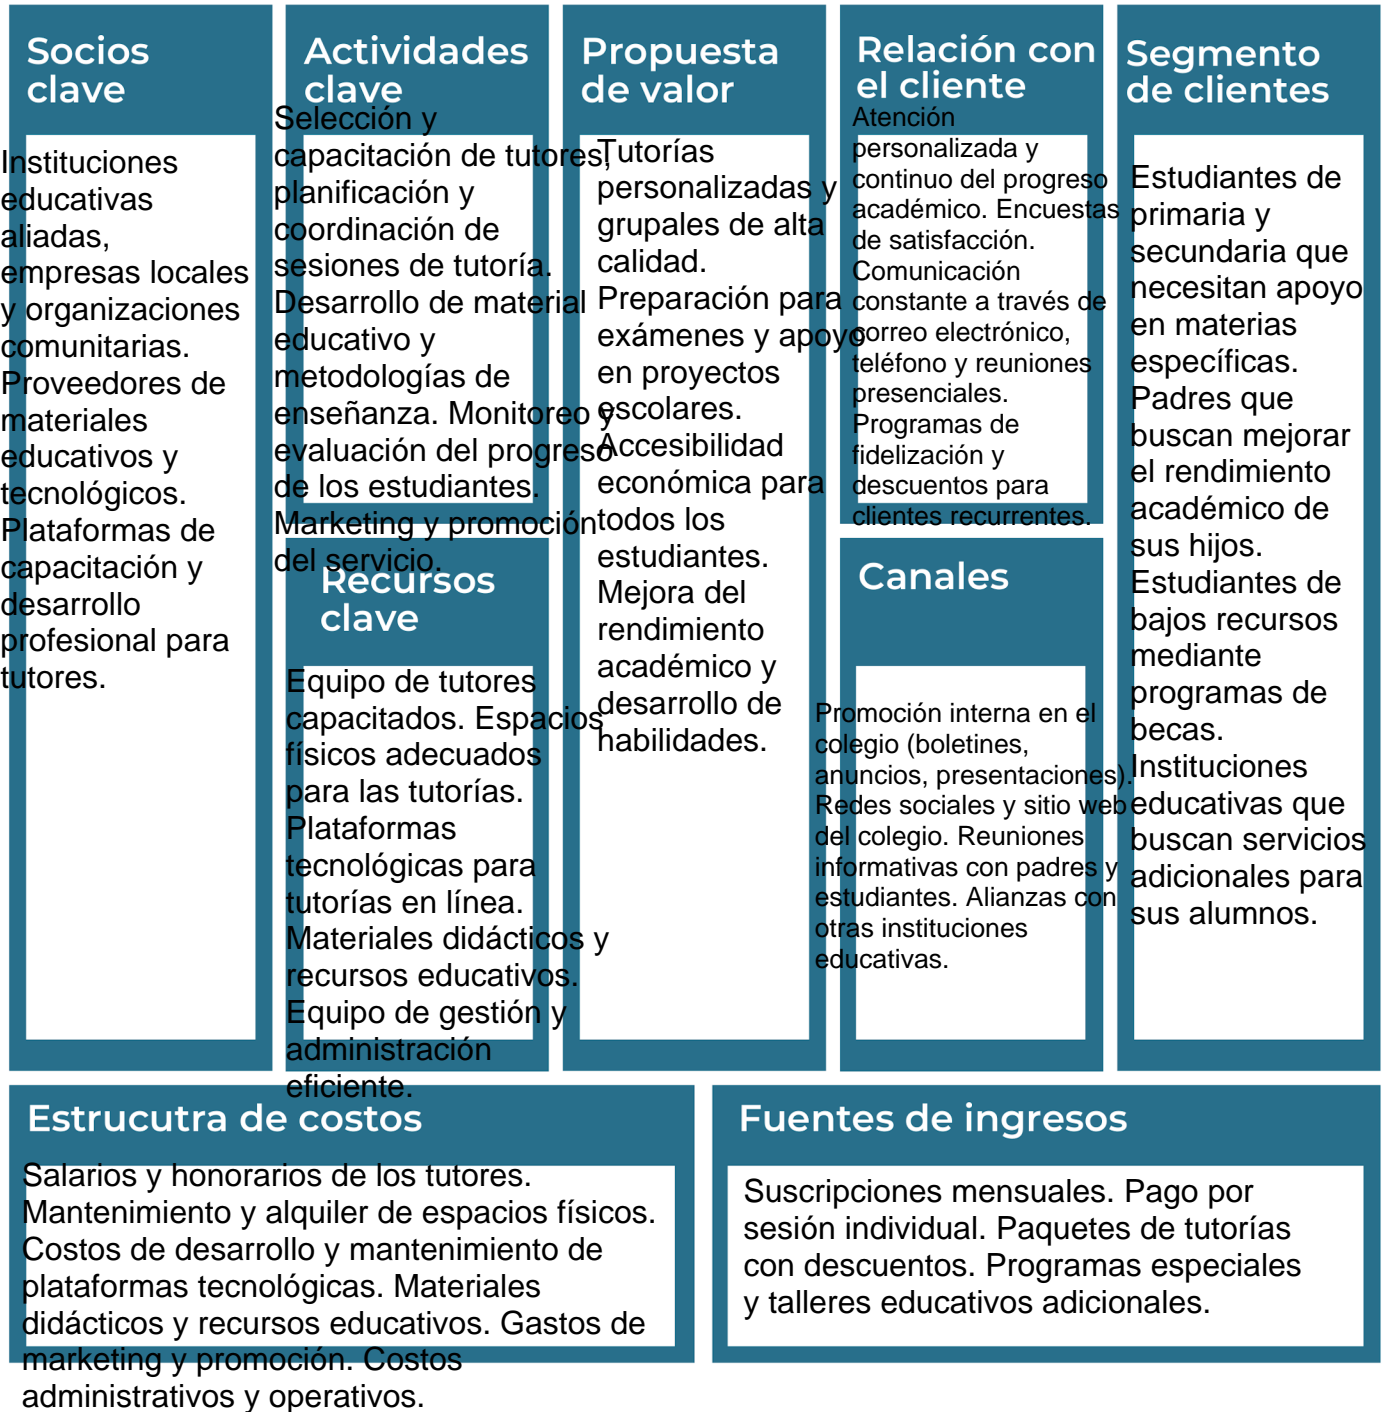 Socios
clave
Instituciones
educativas
aliadas,
empresas locales
y organizaciones
comunitarias.
Proveedores de
materiales
educativos y
tecnológicos.
Plataformas de
capacitación y
desarrollo
profesional para
tutores.
Actividades
clave
Selección y
capacitación de tutores,
planificación y
coordinación de
sesiones de tutoría.
Desarrollo de material
educativo y
metodologías de
enseñanza. Monitoreo y
evaluación del progreso
de los estudiantes.
Marketing y promoción
del servicio.
Recursos
clave
Equipo de tutores
capacitados. Espacios
físicos adecuados
para las tutorías.
Plataformas
tecnológicas para
tutorías en línea.
Materiales didácticos y
recursos educativos.
Equipo de gestión y
administración
eficiente.
Propuesta
de valor
Tutorías
personalizadas y
grupales de alta
calidad.
Preparación para
exámenes y apoyo
en proyectos
escolares.
Accesibilidad
económica para
todos los
estudiantes.
Mejora del
rendimiento
académico y
desarrollo de
habilidades.
Relación con
el cliente
Atención
personalizada y
continuo del progreso
académico. Encuestas
de satisfacción.
Comunicación
constante a través de
correo electrónico,
teléfono y reuniones
presenciales.
Programas de
fidelización y
descuentos para
clientes recurrentes.
Canales
Promoción interna en el
colegio (boletines,
anuncios, presentaciones).
Redes sociales y sitio web
del colegio. Reuniones
informativas con padres y
estudiantes. Alianzas con
otras instituciones
educativas.
Segmento
de clientes
Estudiantes de
primaria y
secundaria que
necesitan apoyo
en materias
específicas.
Padres que
buscan mejorar
el rendimiento
académico de
sus hijos.
Estudiantes de
bajos recursos
mediante
programas de
becas.
Instituciones
educativas que
buscan servicios
adicionales para
sus alumnos.
Estrucutra de costos
Salarios y honorarios de los tutores.
Mantenimiento y alquiler de espacios físicos.
Costos de desarrollo y mantenimiento de
plataformas tecnológicas. Materiales
didácticos y recursos educativos. Gastos de
marketing y promoción. Costos
administrativos y operativos.
Fuentes de ingresos
Suscripciones mensuales. Pago por
sesión individual. Paquetes de tutorías
con descuentos. Programas especiales
y talleres educativos adicionales.